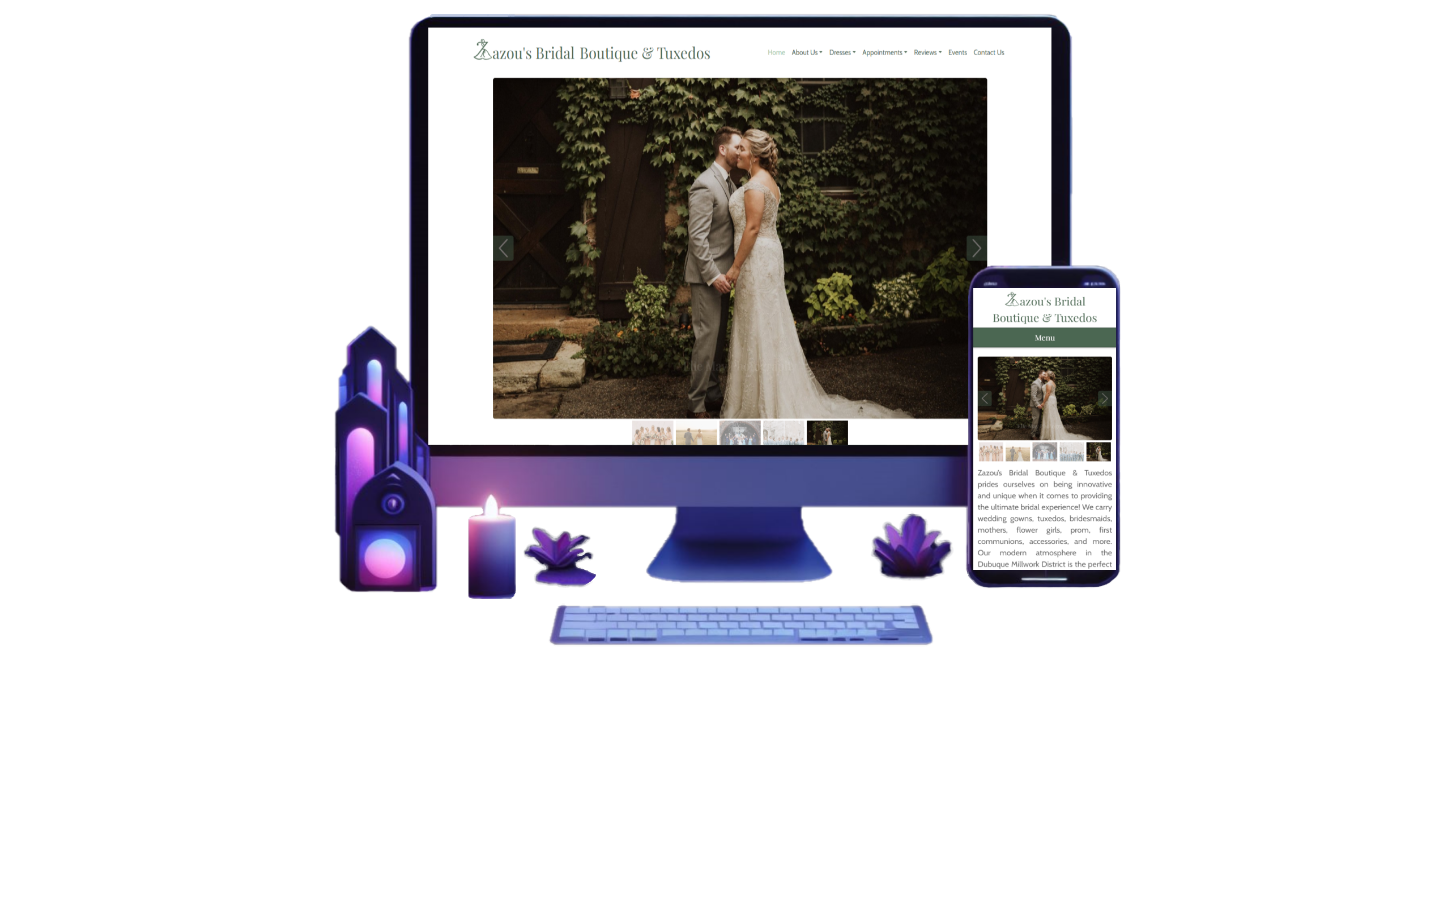 Zazou's Bridal Boutique & Tuxedos
Home About Us Dresses Appointments Reviews Events Contact Us
Zazou's Bridal
Boutique & Tuxedos
Menu
Zazou's Bridal Boutique & Tuxedos
prides ourselves on being innovative
and unique when it comes to providing
the ultimate bridal experience! We carry
wedding gowns, tuxedos, bridesmaids,
mothers, flower girls, prom, first
communions, accessories, and more.
Our modern atmosphere in the
Dubuque Millwork District is the perfect